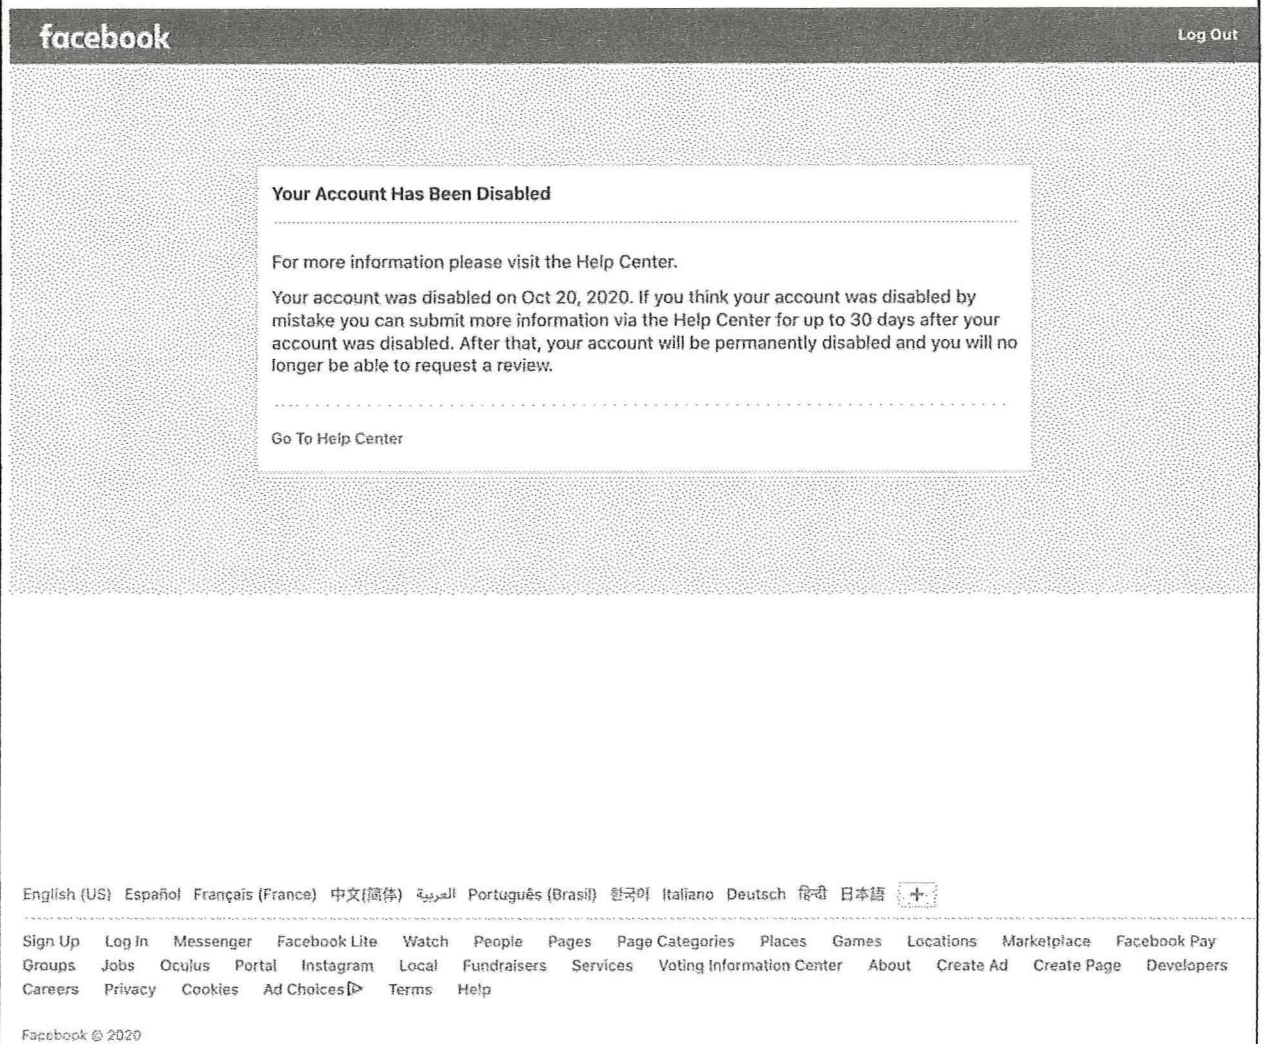 facebook
Log Out
Your Account Has Been Disabled
For more information please visit the Help Center.
Your account was disabled on Oct 20, 2020. If you think your account was disabled by
mistake you can submit more information via the Help Center for up to 30 days after your
account was disabled. After that, your account will be permanently disabled and you will no
longer be able to request a review.
Go To Help Center
English (US) Español Français (France) 中文(简体) العربية Português (Brasil) 한국어 Italiano Deutsch हिन्दी 日本語 +
Sign Up Log In Messenger Facebook Lite Watch People Pages Page Categories Places Games Locations Marketplace Facebook Pay
Groups Jobs Oculus Portal Instagram Local Fundraisers Services Voting Information Center About Create Ad Create Page Developers
Careers Privacy Cookies Ad Choices Terms Help
Facebook © 2020